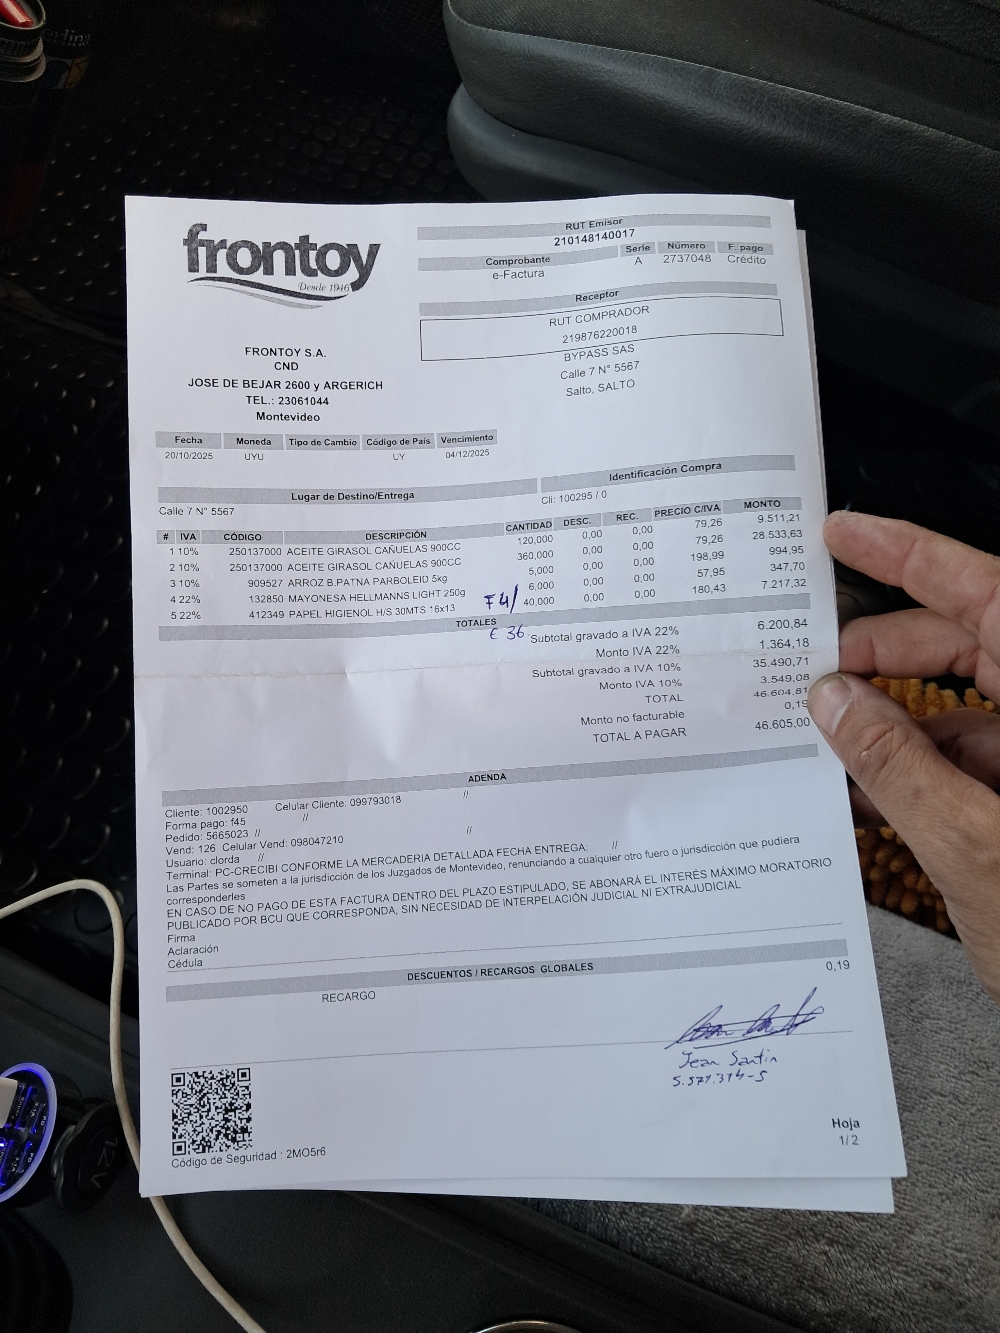 frontoy
Desde 1946
FRONTOY S.A.
CND
JOSE DE BEJAR 2600 y ARGERICH
TEL.: 23061044
Montevideo
RUT Emisor
210148140017
Comprobante Serie Número F. pago
e-Factura A 2737048 Crédito
Receptor
RUT COMPRADOR
219876220018
BYPASS SAS
Calle 7 N° 5567
Salto, SALTO
Fecha Moneda Tipo de Cambio Código de País Vencimiento
20/10/2025 UYU UY 04/12/2025
Lugar de Destino/Entrega Identificación Compra
Calle 7 N° 5567 Cli: 100295 / 0
# IVA CÓDIGO DESCRIPCIÓN CANTIDAD DESC. REC. PRECIO C/IVA MONTO
1 10% 250137000 ACEITE GIRASOL CAÑUELAS 900CC 120,000 0,00 0,00 79,26 9.511,21
2 10% 250137000 ACEITE GIRASOL CAÑUELAS 900CC 360,000 0,00 0,00 79,26 28.533,63
3 10% 909527 ARROZ B.PATNA PARBOLEID 5kg 5,000 0,00 0,00 198,99 994,95
4 22% 132850 MAYONESA HELLMANNS LIGHT 250g 6,000 0,00 0,00 57,95 347,70
5 22% 412349 PAPEL HIGIENOL H/S 30MTS 16x13 F4/ 40,000 0,00 0,00 180,43 7.217,32
TOTALES
€ 36
Subtotal gravado a IVA 22% 6.200,84
Monto IVA 22% 1.364,18
Subtotal gravado a IVA 10% 35.490,71
Monto IVA 10% 3.549,08
TOTAL 46.604,81
Monto no facturable 0,19
TOTAL A PAGAR 46.605,00
ADENDA
Cliente: 1002950 Celular Cliente: 099793018 //
Forma pago: f45 //
Pedido: 5665023 //
Vend: 126 Celular Vend: 098047210 //
Usuario: clorda //
Terminal: PC-CRECIBI CONFORME LA MERCADERIA DETALLADA FECHA ENTREGA: //
Las Partes se someten a la jurisdicción de los Juzgados de Montevideo, renunciando a cualquier otro fuero o jurisdicción que pudiera
corresponderles
EN CASO DE NO PAGO DE ESTA FACTURA DENTRO DEL PLAZO ESTIPULADO, SE ABONARÁ EL INTERÉS MÁXIMO MORATORIO
PUBLICADO POR BCU QUE CORRESPONDA, SIN NECESIDAD DE INTERPELACIÓN JUDICIAL NI EXTRAJUDICIAL
Firma
Aclaración
Cédula
DESCUENTOS / RECARGOS GLOBALES
RECARGO 0,19
Jean Santin
5.571.314-5
Código de Seguridad : 2MO5r6
Hoja
1/2
12V